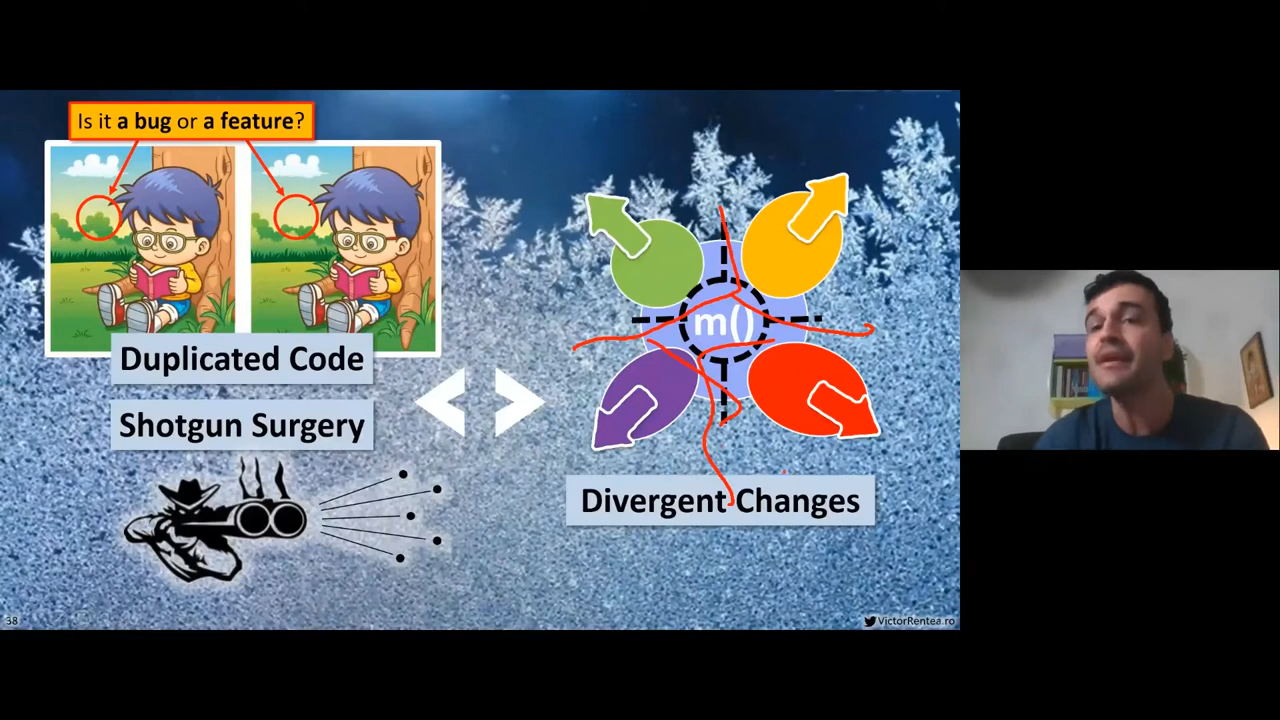 Is it a bug or a feature?
Duplicated Code
Shotgun Surgery
m()
Divergent Changes
38
VictorRentea.ro